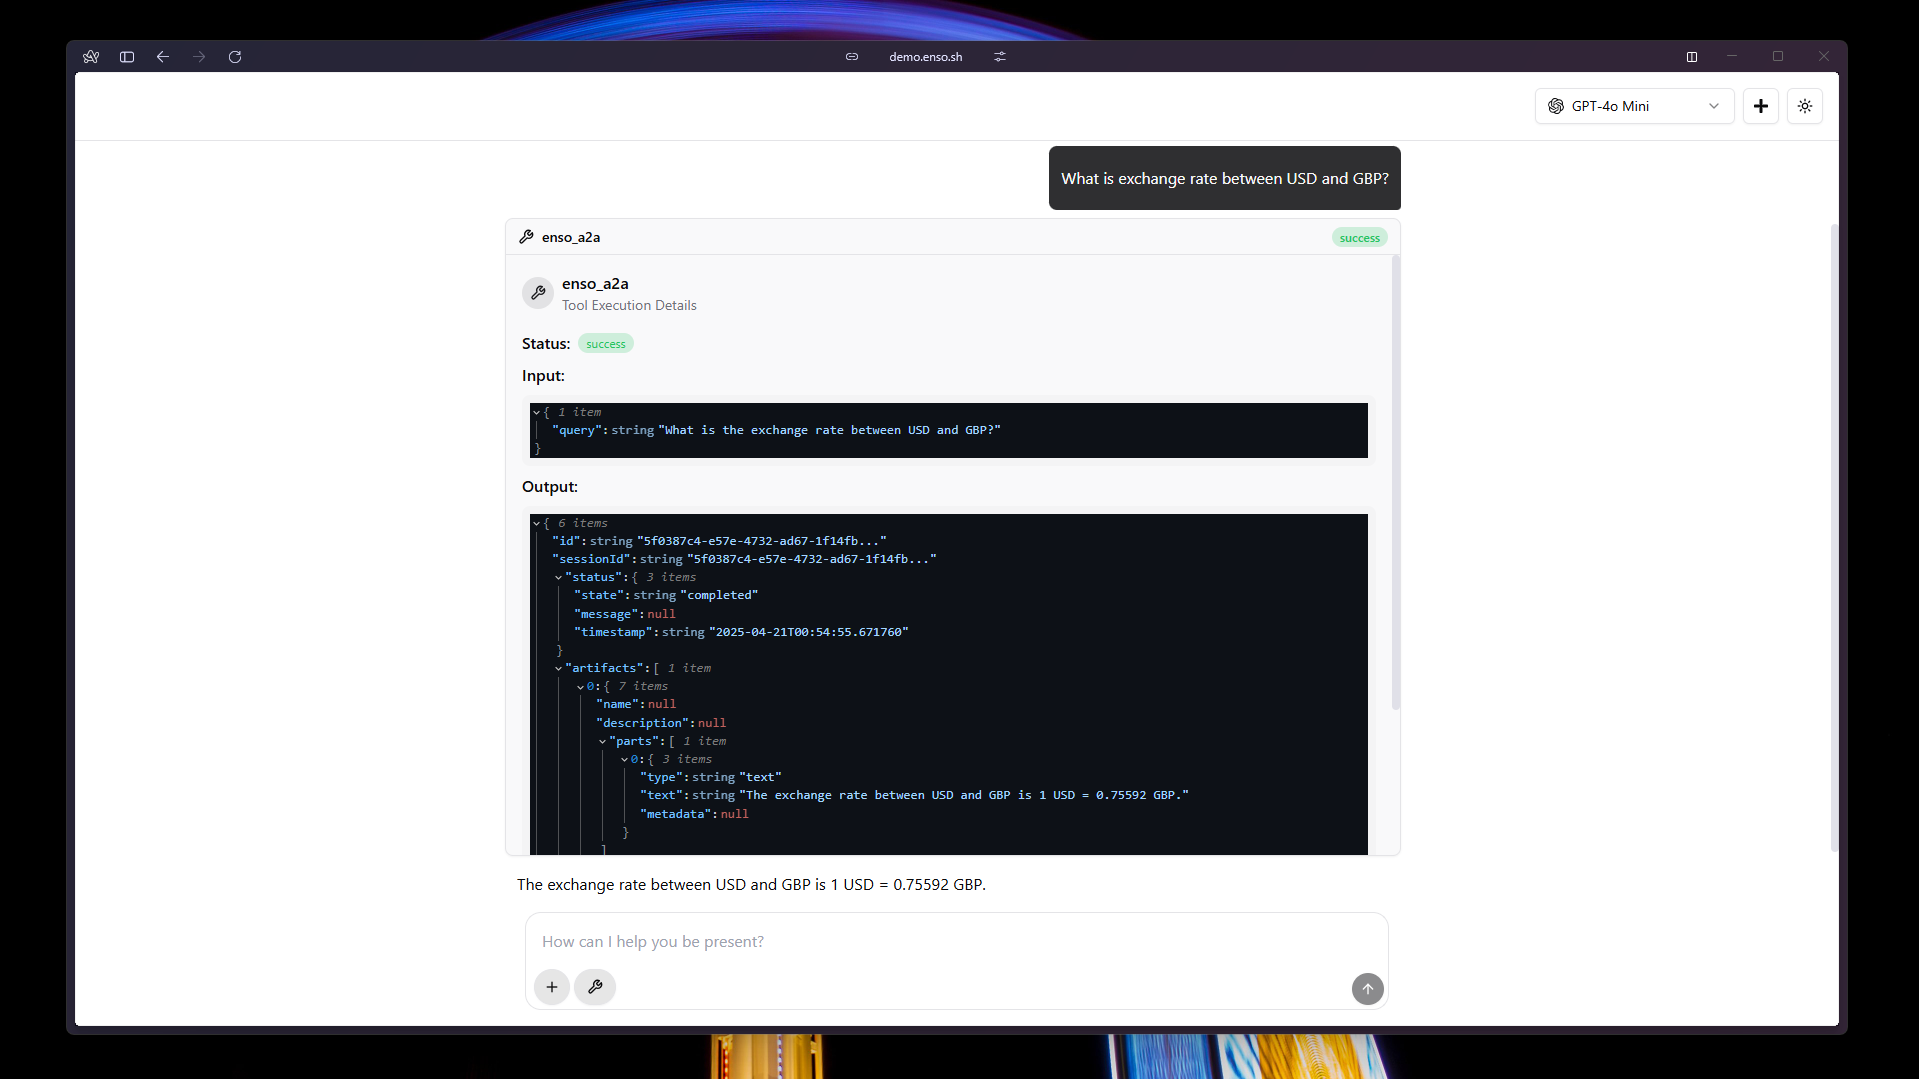 demo.enso.sh
GPT-4o Mini
What is exchange rate between USD and GBP?
enso_a2a
success
enso_a2a
Tool Execution Details
Status: success
Input:
{ 1 item
"query":string"What is the exchange rate between USD and GBP?"
}
Output:
{ 6 items
"id":string"5f0387c4-e57e-4732-ad67-1f14fb..."
"sessionId":string"5f0387c4-e57e-4732-ad67-1f14fb..."
"status":{ 3 items
"state":string"completed"
"message":null
"timestamp":string"2025-04-21T00:54:55.671760"
}
"artifacts":[ 1 item
0:{ 7 items
"name":null
"description":null
"parts":[ 1 item
0:{ 3 items
"type":string"text"
"text":string"The exchange rate between USD and GBP is 1 USD = 0.75592 GBP."
"metadata":null
}
]
The exchange rate between USD and GBP is 1 USD = 0.75592 GBP.
How can I help you be present?